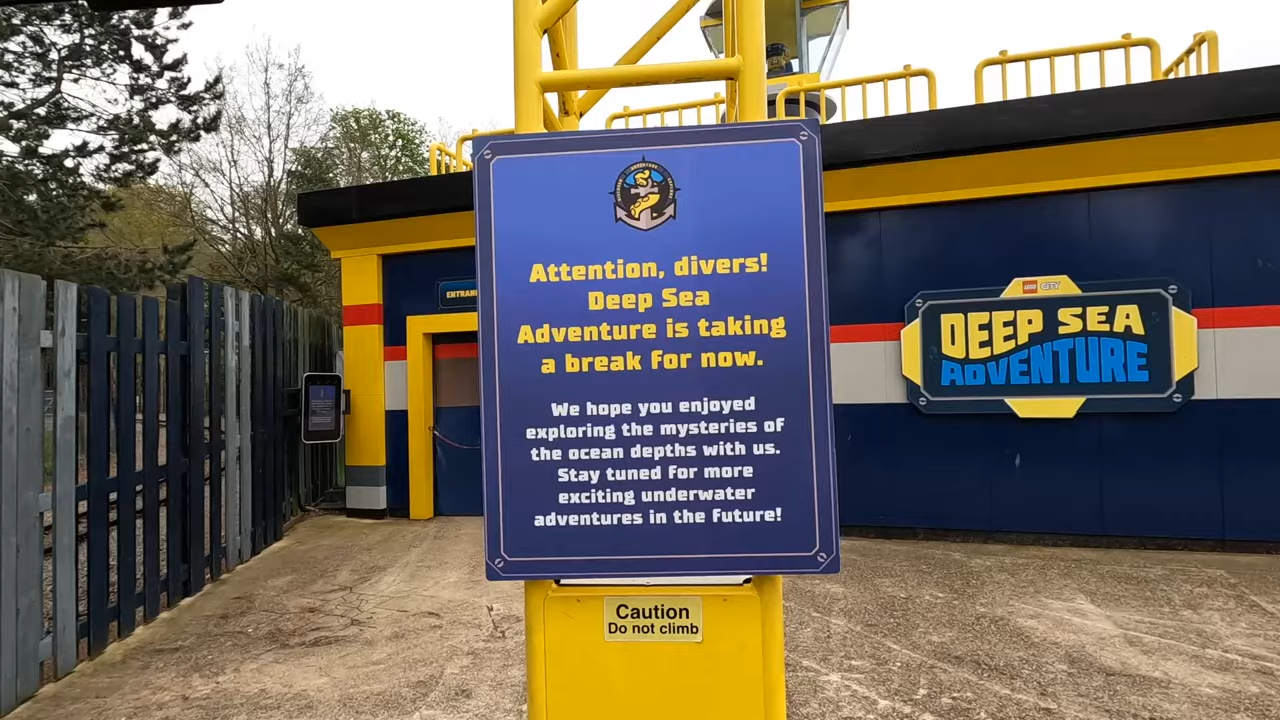 Attention, divers!
Deep Sea
Adventure is taking
a break for now.
We hope you enjoyed
exploring the mysteries of
the ocean depths with us.
Stay tuned for more
exciting underwater
adventures in the future!
Caution
Do not climb
LEGO CITY
DEEP SEA
ADVENTURE